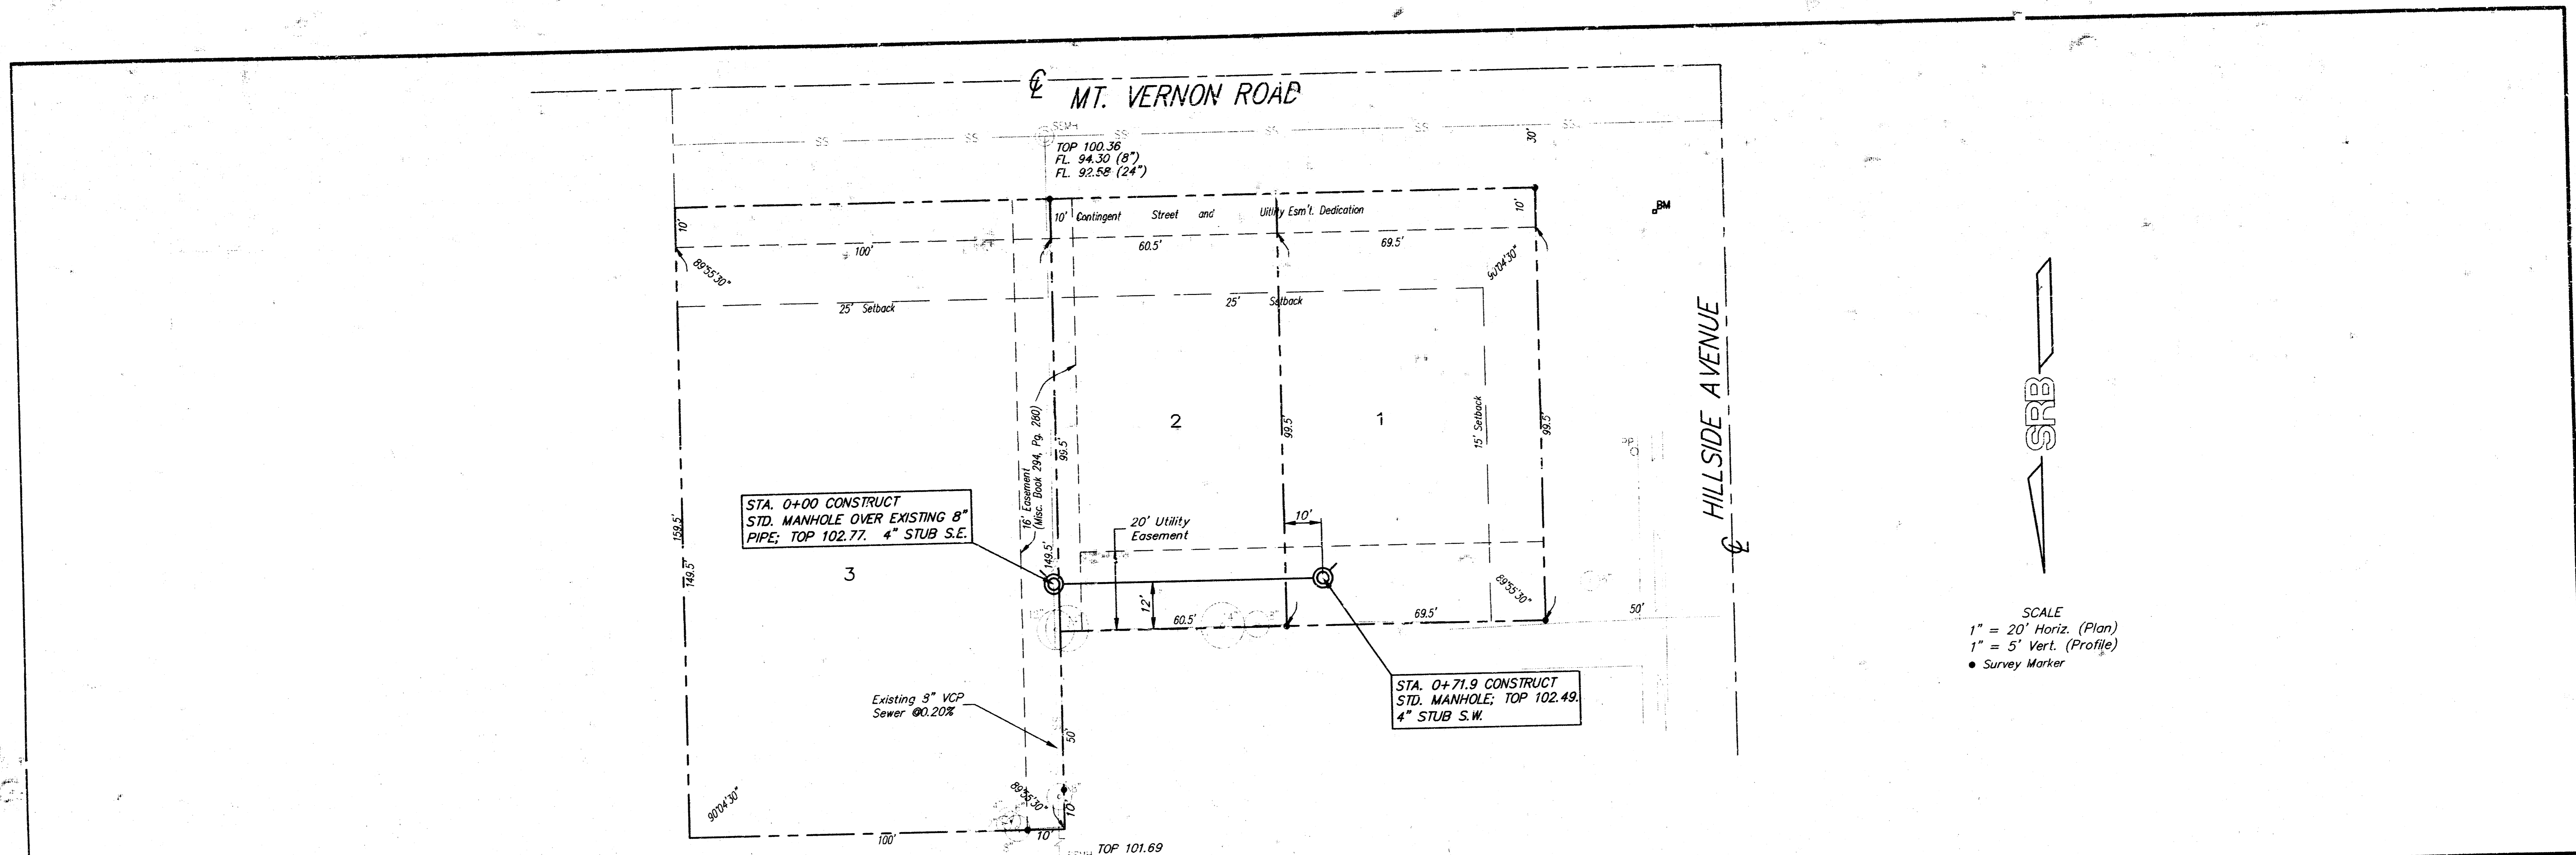 ℄ MT. VERNON ROAD
SEMH
SS SS SS SS SS SS
TOP 100.36
FL. 94.30 (8")
FL. 92.58 (24")
30'
10'
10' Contingent Street and Utility Esm't. Dedication
10'
BM
100'
60.5'
69.5'
89°55'30"
90°04'30"
25' Setback
25' Setback
HILLSIDE AVENUE
℄
SRB
2
1
15' Setback
99.5'
99.5'
99.5'
PP
16' Easement
(Misc. Book 294, Pg. 280)
STA. 0+00 CONSTRUCT
STD. MANHOLE OVER EXISTING 8"
PIPE; TOP 102.77. 4" STUB S.E.
159.5'
149.5'
149.5'
3
20' Utility
Easement
10'
12'
60.5'
69.5'
89°55'30"
50'
SCALE
1" = 20' Horiz. (Plan)
1" = 5' Vert. (Profile)
● Survey Marker
STA. 0+71.9 CONSTRUCT
STD. MANHOLE; TOP 102.49.
4" STUB S.W.
Existing 8" VCP
Sewer @0.20%
50'
90°04'30"
89°55'30"
10'
100'
10'
TOP 101.69